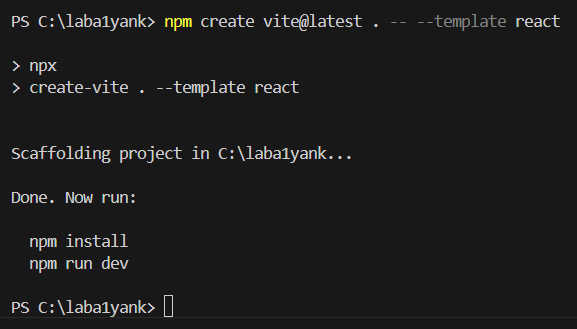 PS C:\laba1yank> npm create vite@latest . -- --template react
> npx
> create-vite . --template react
Scaffolding project in C:\laba1yank...
Done. Now run:
npm install
npm run dev
PS C:\laba1yank>